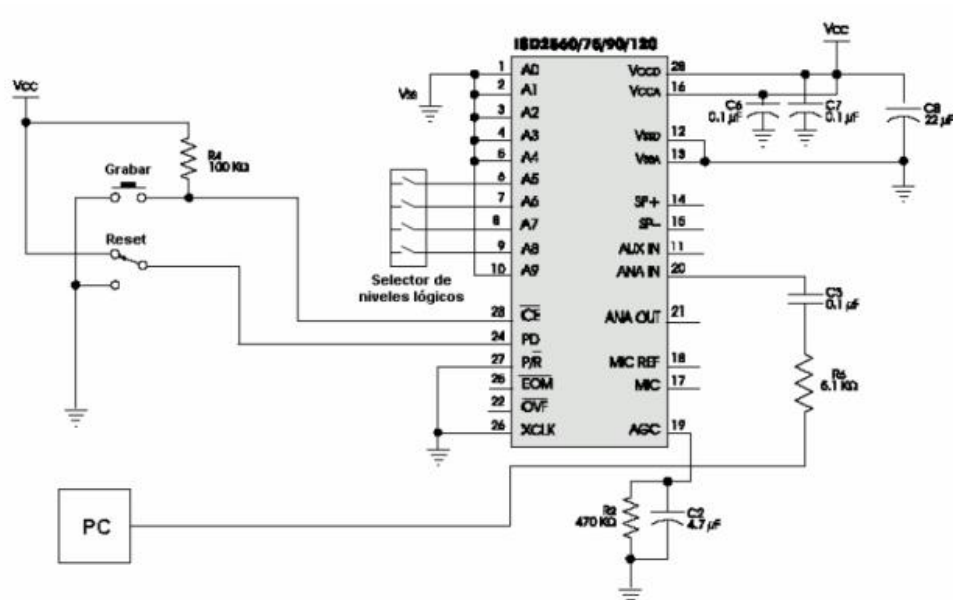 ISD2560/75/90/120
VCC
VCC
VSS
1 A0
2 A1
3 A2
4 A3
5 A4
6 A5
7 A6
8 A7
9 A8
10 A9
23 CE
24 PD
27 P/R
25 EOM
22 OVF
26 XCLK
VCCD 28
VCCA 16
VSSD 12
VSSA 13
SP+ 14
SP- 15
AUX IN 11
ANA IN 20
ANA OUT 21
MIC REF 18
MIC 17
AGC 19
C6
0.1 µF
C7
0.1 µF
C8
22 µF
R4
100 KΩ
Grabar
Reset
Selector de
niveles lógicos
C3
0.1 µF
5.1 KΩ
470 KΩ
C2
4.7 µF
PC